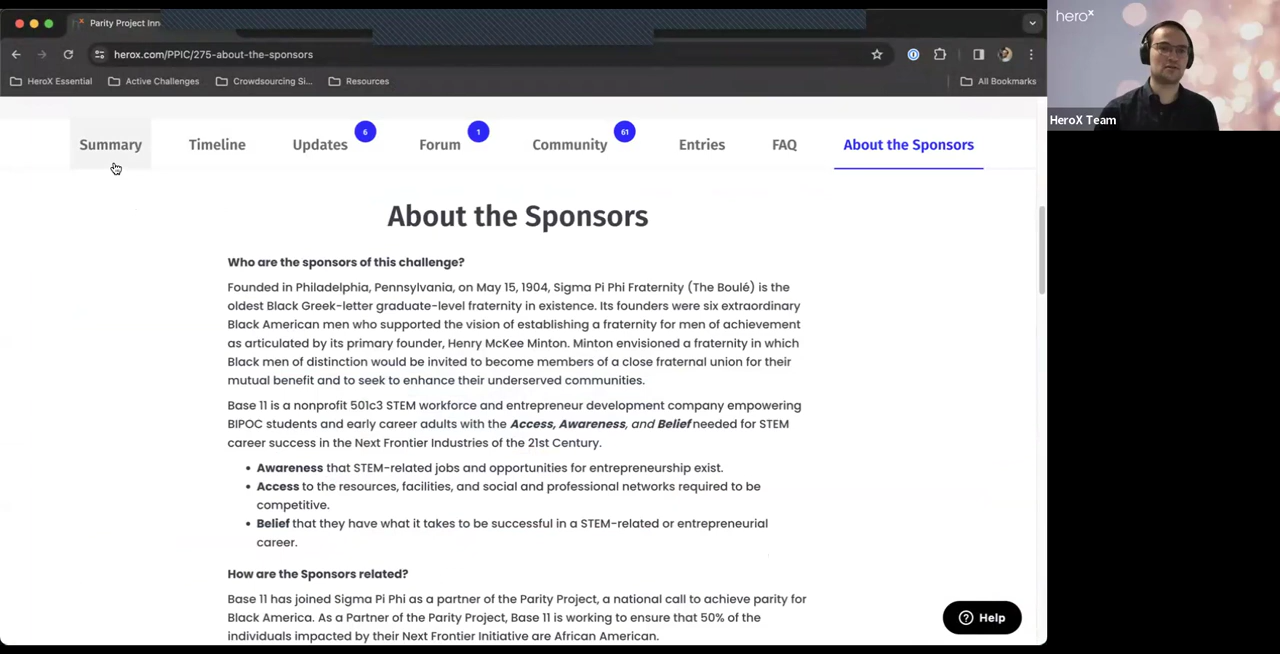 Parity Project Inn
herox.com/PPIC/275-about-the-sponsors
HeroX Essential
Active Challenges
Crowdsourcing Si...
Resources
All Bookmarks
herox
HeroX Team
Summary
Timeline
Updates 6
Forum 1
Community 61
Entries
FAQ
About the Sponsors
About the Sponsors
Who are the sponsors of this challenge?
Founded in Philadelphia, Pennsylvania, on May 15, 1904, Sigma Pi Phi Fraternity (The Boulé) is the
oldest Black Greek-letter graduate-level fraternity in existence. Its founders were six extraordinary
Black American men who supported the vision of establishing a fraternity for men of achievement
as articulated by its primary founder, Henry McKee Minton. Minton envisioned a fraternity in which
Black men of distinction would be invited to become members of a close fraternal union for their
mutual benefit and to seek to enhance their underserved communities.
Base 11 is a nonprofit 501c3 STEM workforce and entrepreneur development company empowering
BIPOC students and early career adults with the Access, Awareness, and Belief needed for STEM
career success in the Next Frontier Industries of the 21st Century.
• Awareness that STEM-related jobs and opportunities for entrepreneurship exist.
• Access to the resources, facilities, and social and professional networks required to be
competitive.
• Belief that they have what it takes to be successful in a STEM-related or entrepreneurial
career.
How are the Sponsors related?
Base 11 has joined Sigma Pi Phi as a partner of the Parity Project, a national call to achieve parity for
Black America. As a Partner of the Parity Project, Base 11 is working to ensure that 50% of the
individuals impacted by their Next Frontier Initiative are African American.
Help